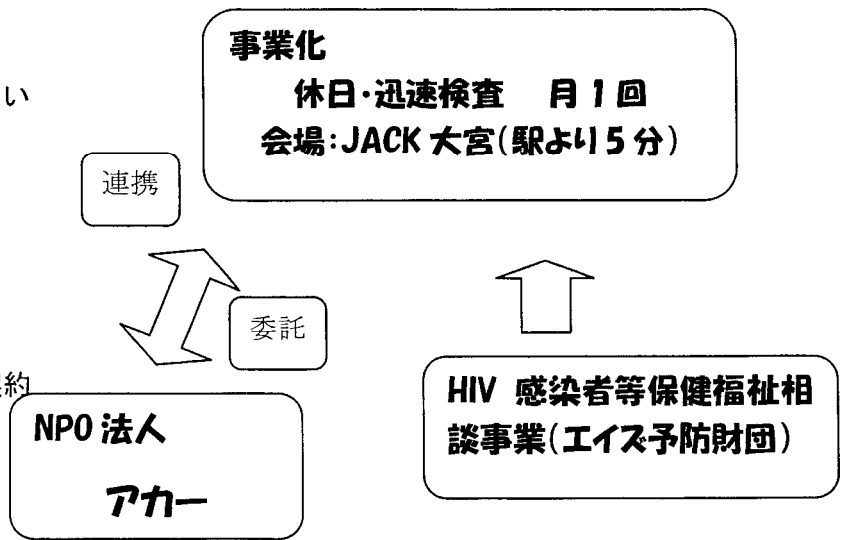 事業化
休日・迅速検査　月1回
会場:JACK 大宮(駅より5分)
い
連携
委託
約
NPO 法人
アカー
HIV 感染者等保健福祉相
談事業(エイズ予防財団)